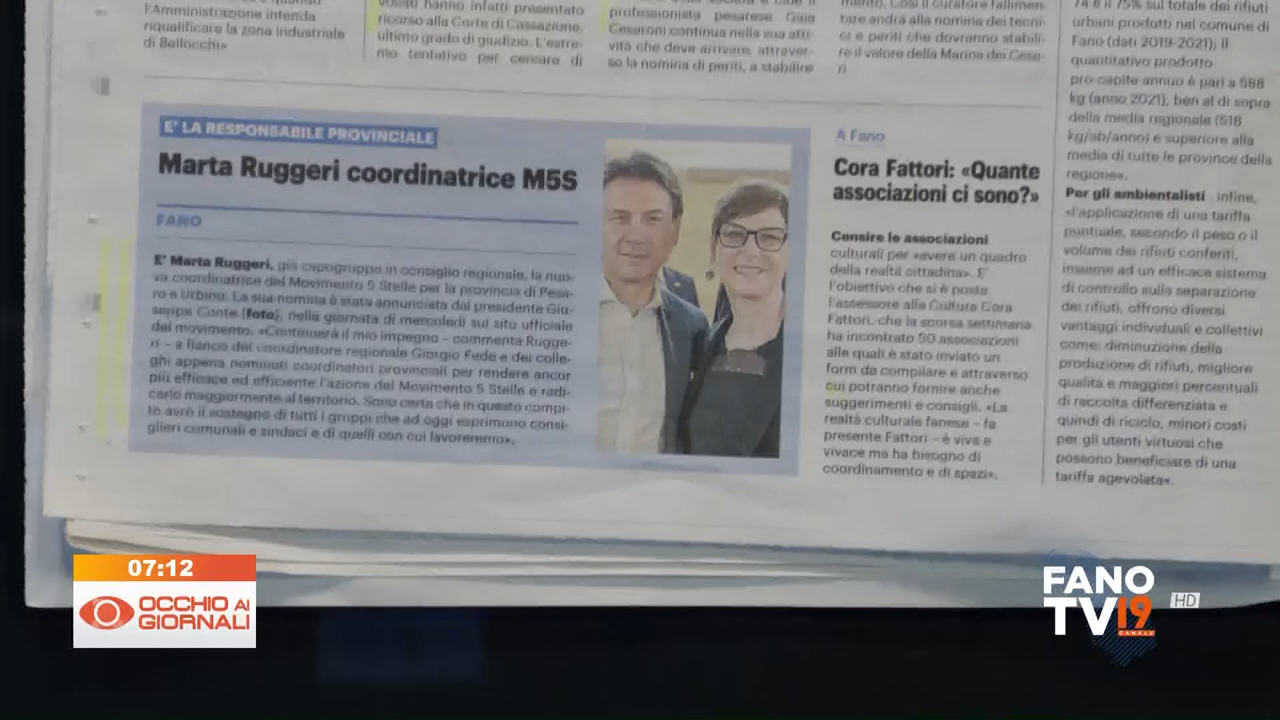 l'Amministrazione intenda
riqualificare la zona industriale
di Bellocchi»
hanno infatti presentato
ricorso alla Corte di Cassazione,
ultimo grado di giudizio. L'estre-
mo tentativo per cercare di
professionista pesarese Gaia
Cesaroni continua nella sua atti-
vità che deve arrivare, attraver-
so la nomina di periti, a stabilire
mento. Così il curatore fallimen-
tare andrà alla nomina dei tecni-
ci e periti che dovranno stabili-
re il valore della Marina dei Cesa-
ri
74 e il 75% sul totale dei rifiuti
urbani prodotti nel comune di
Fano (dati 2019-2021); il
quantitativo prodotto
pro-capite annuo è pari a 588
kg (anno 2021), ben al di sopra
della media regionale (518
kg/ab/anno) e superiore alla
media di tutte le province della
regione».
Per gli ambientalisti, infine,
«l'applicazione di una tariffa
puntuale, secondo il peso o il
volume dei rifiuti conferiti,
insieme ad un efficace sistema
di controllo sulla separazione
dei rifiuti, offrono diversi
vantaggi individuali e collettivi
come: diminuzione della
produzione di rifiuti, migliore
qualità e maggiori percentuali
di raccolta differenziata e
quindi di riciclo, minori costi
per gli utenti virtuosi che
possono beneficiare di una
tariffa agevolata».
E' LA RESPONSABILE PROVINCIALE
Marta Ruggeri coordinatrice M5S
FANO
E' Marta Ruggeri, già capogruppo in consiglio regionale, la nuo-
va coordinatrice del Movimento 5 Stelle per la provincia di Pesa-
ro e Urbino. La sua nomina è stata annunciata dal presidente Giu-
seppe Conte (foto), nella giornata di mercoledì sul sito ufficiale
del movimento. «Continuerà il mio impegno – commenta Rugge-
ri – a fianco del coordinatore regionale Giorgio Fede e dei colle-
ghi appena nominati coordinatori provinciali per rendere ancor
più efficace ed efficiente l'azione del Movimento 5 Stelle e radi-
carlo maggiormente al territorio. Sono certa che in questo compi-
to avrò il sostegno di tutti i gruppi che ad oggi esprimono consi-
glieri comunali e sindaci e di quelli con cui lavoreremo».
A Fano
Cora Fattori: «Quante
associazioni ci sono?»
Censire le associazioni
culturali per «avere un quadro
della realtà cittadina». E'
l'obiettivo che si è posta
l'assessore alla Cultura Cora
Fattori, che la scorsa settimana
ha incontrato 50 associazioni
alle quali è stato inviato un
form da compilare e attraverso
cui potranno fornire anche
suggerimenti e consigli. «La
realtà culturale fanese – fa
presente Fattori – è viva e
vivace ma ha bisogno di
coordinamento e di spazi».
07:12
OCCHIO AI
GIORNALI
FANO
TV19
CANALE
HD